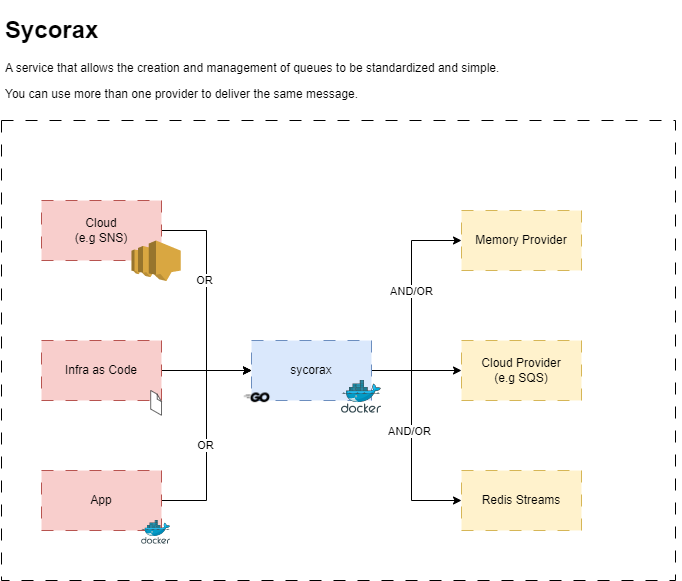 Sycorax
A service that allows the creation and management of queues to be standardized and simple.
You can use more than one provider to deliver the same message.
Cloud
(e.g SNS)
OR
Infra as Code
OR
App
docker
sycorax
GO
docker
AND/OR
AND/OR
Memory Provider
Cloud Provider
(e.g SQS)
Redis Streams